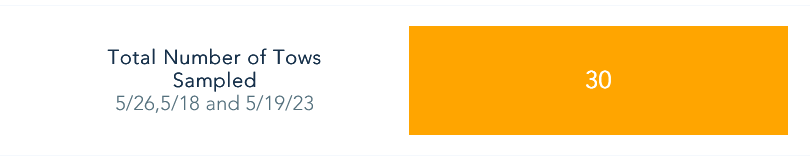 Total Number of Tows
Sampled
5/26,5/18 and 5/19/23
30